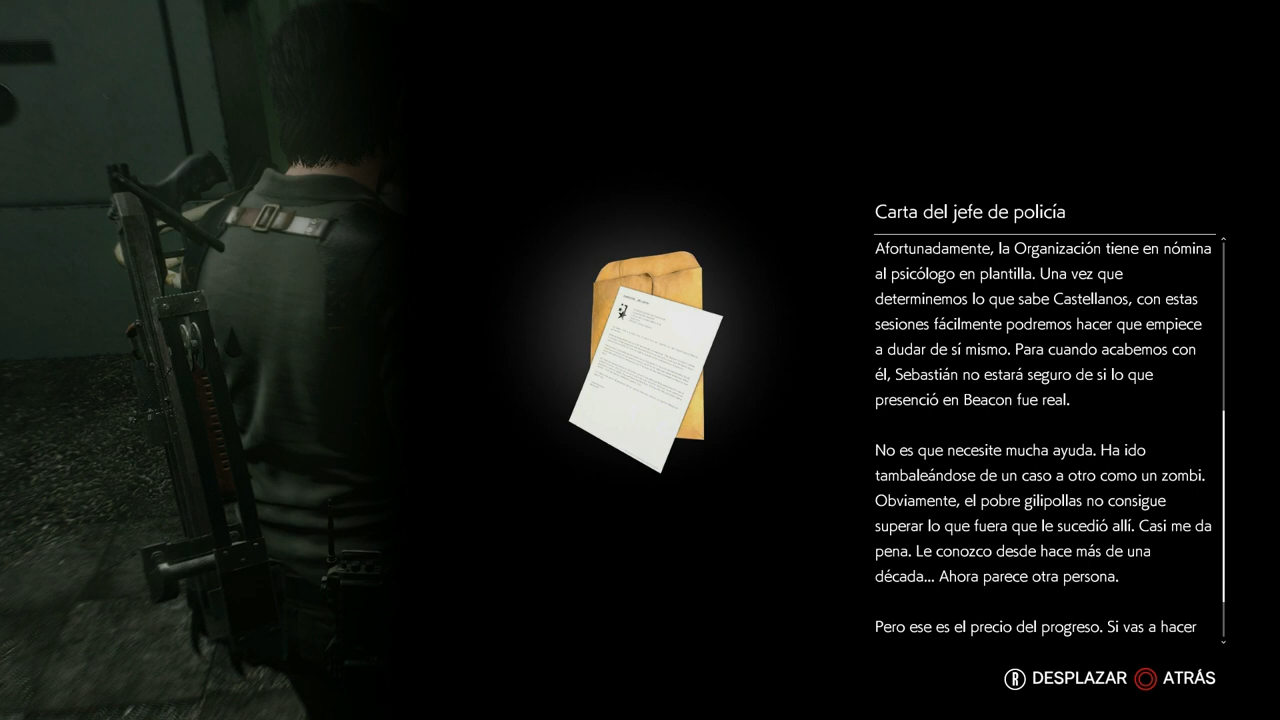 Carta del jefe de policía
Afortunadamente, la Organización tiene en nómina
al psicólogo en plantilla. Una vez que
determinemos lo que sabe Castellanos, con estas
sesiones fácilmente podremos hacer que empiece
a dudar de sí mismo. Para cuando acabemos con
él, Sebastián no estará seguro de si lo que
presenció en Beacon fue real.
No es que necesite mucha ayuda. Ha ido
tambaleándose de un caso a otro como un zombi.
Obviamente, el pobre gilipollas no consigue
superar lo que fuera que le sucedió allí. Casi me da
pena. Le conozco desde hace más de una
década... Ahora parece otra persona.
Pero ese es el precio del progreso. Si vas a hacer
R DESPLAZAR ATRÁS